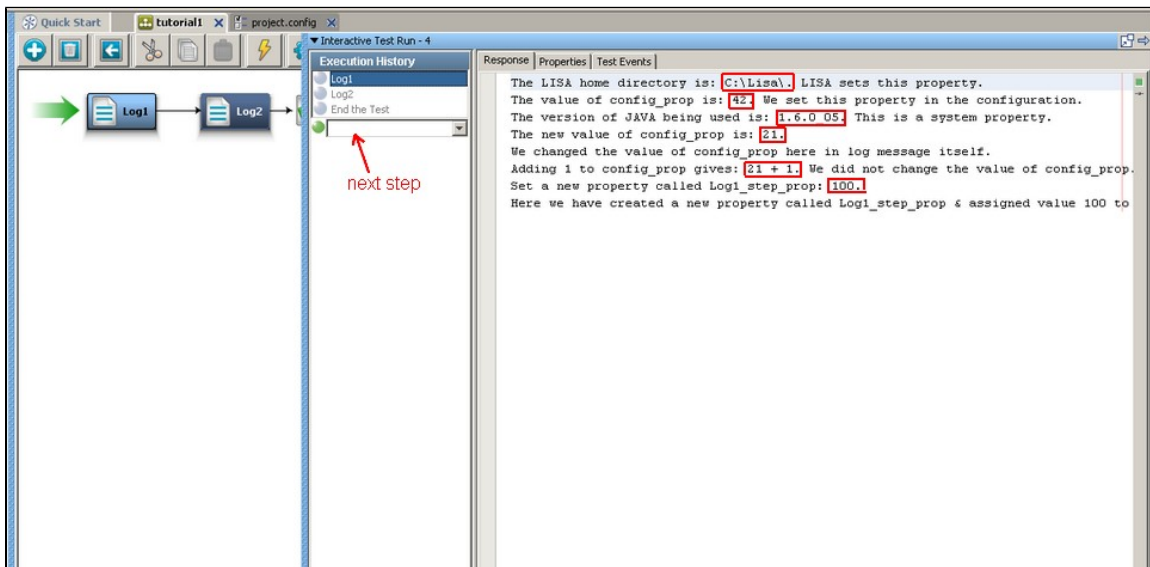 Quick Start tutorial1 project.config
Interactive Test Run - 4
Execution History
Log1
Log2
End the Test
next step
Log1
Log2
Response Properties Test Events
The LISA home directory is: C:\Lisa\. LISA sets this property.
The value of config_prop is: 42. We set this property in the configuration.
The version of JAVA being used is: 1.6.0_05. This is a system property.
The new value of config_prop is: 21.
We changed the value of config_prop here in log message itself.
Adding 1 to config_prop gives: 21 + 1. We did not change the value of config_prop.
Set a new property called Log1_step_prop: 100.
Here we have created a new property called Log1_step_prop & assigned value 100 to